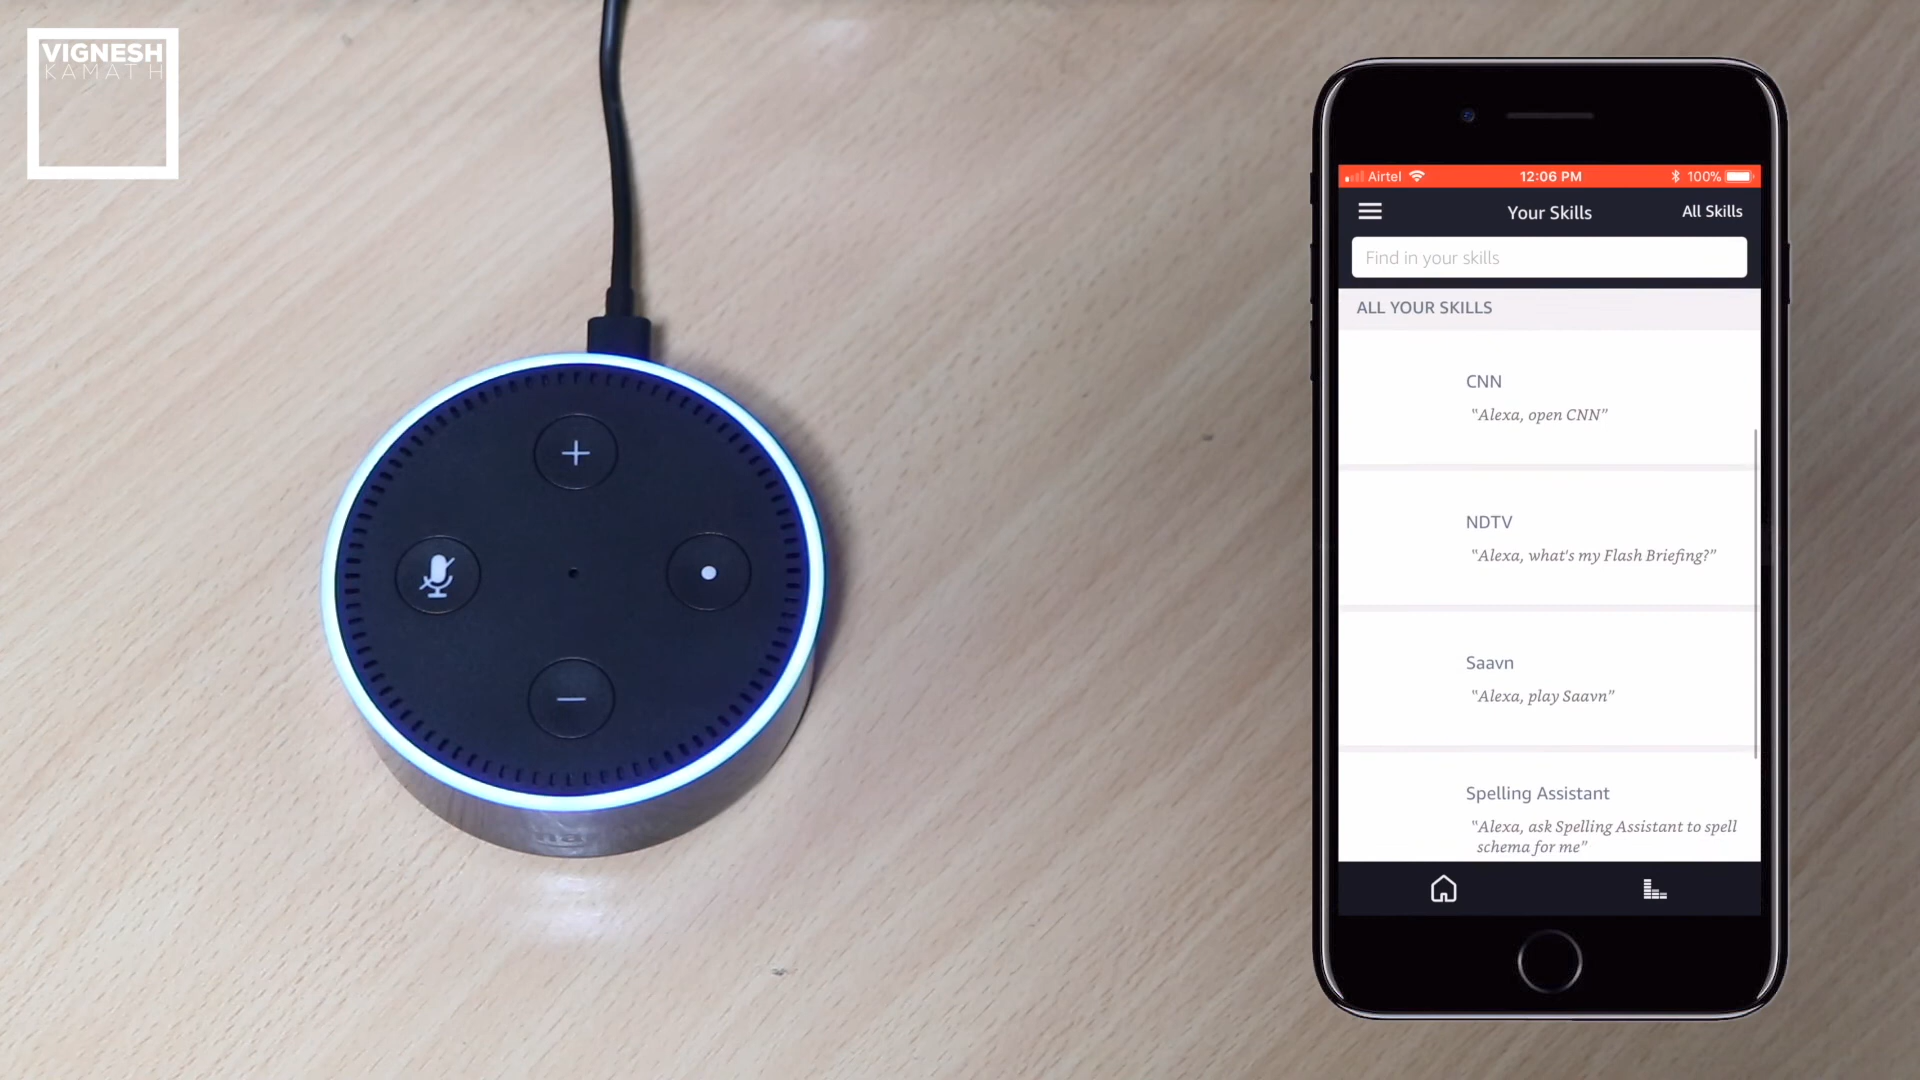 VIGNESH
KAMATH
Airtel 12:06 PM 100%
Your Skills All Skills
Find in your skills
ALL YOUR SKILLS
CNN
"Alexa, open CNN"
NDTV
"Alexa, what's my Flash Briefing?"
Saavn
"Alexa, play Saavn"
Spelling Assistant
"Alexa, ask Spelling Assistant to spell
schema for me"